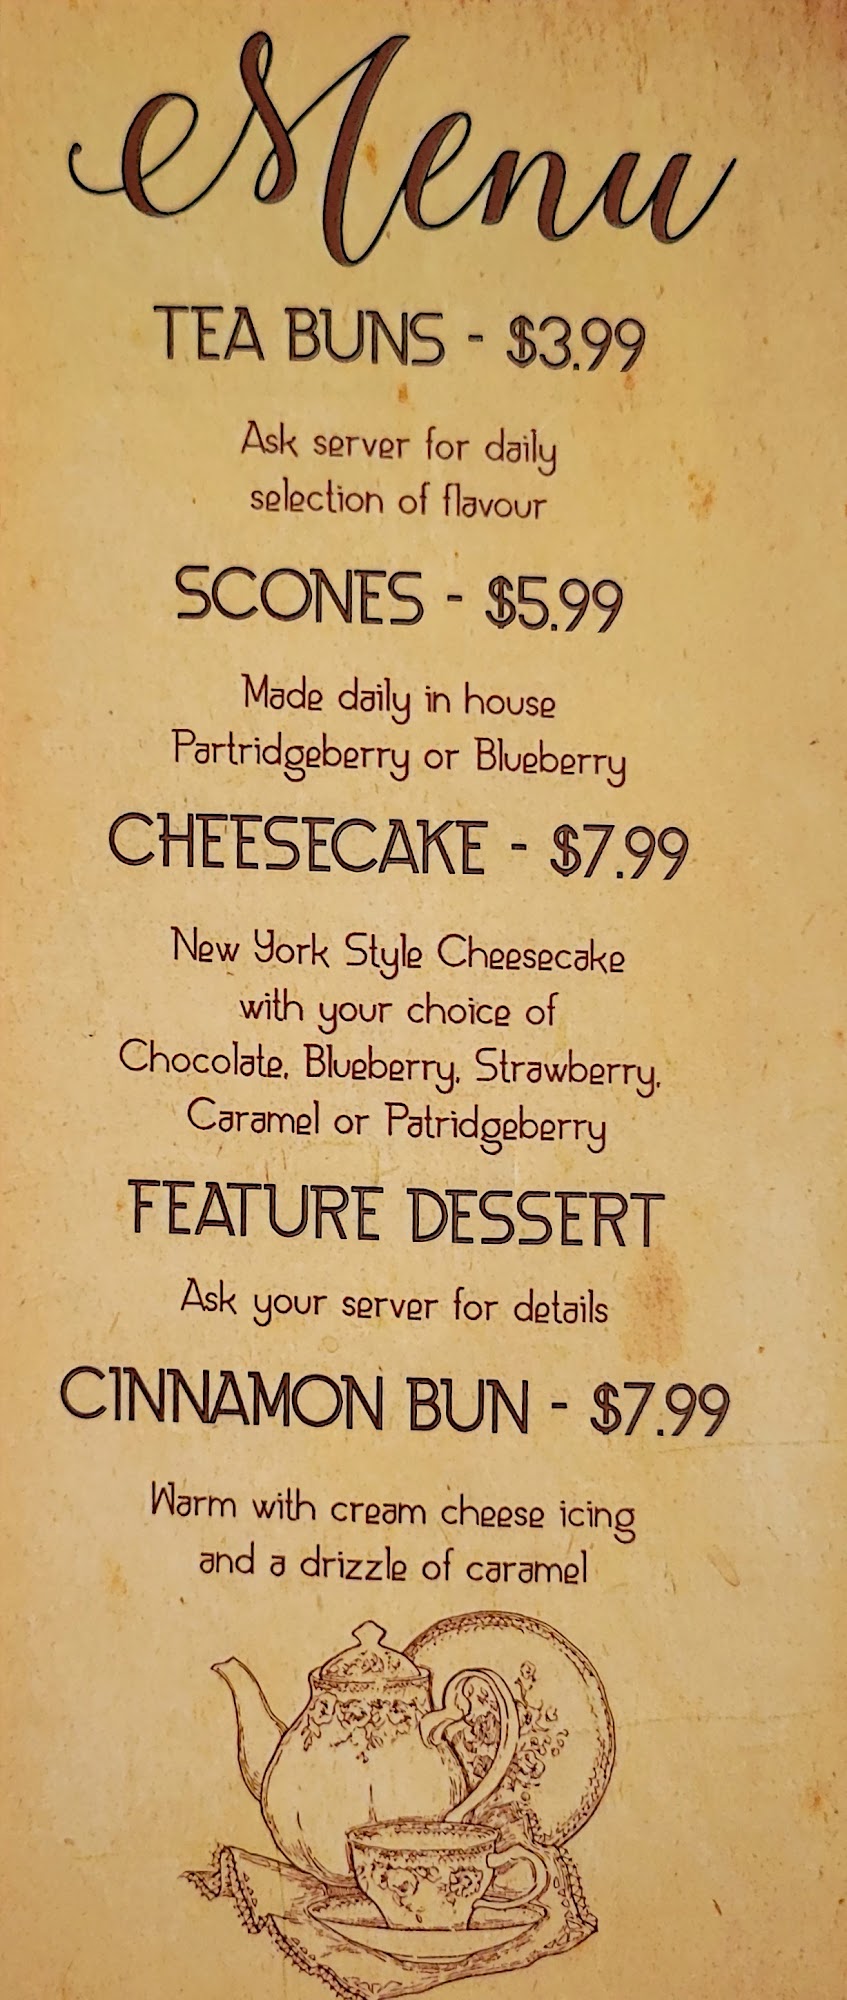 Menu
TEA BUNS - $3.99
Ask server for daily
selection of flavour
SCONES - $5.99
Made daily in house
Partridgeberry or Blueberry
CHEESECAKE - $7.99
New York Style Cheesecake
with your choice of
Chocolate, Blueberry, Strawberry,
Caramel or Patridgeberry
FEATURE DESSERT
Ask your server for details
CINNAMON BUN - $7.99
Warm with cream cheese icing
and a drizzle of caramel